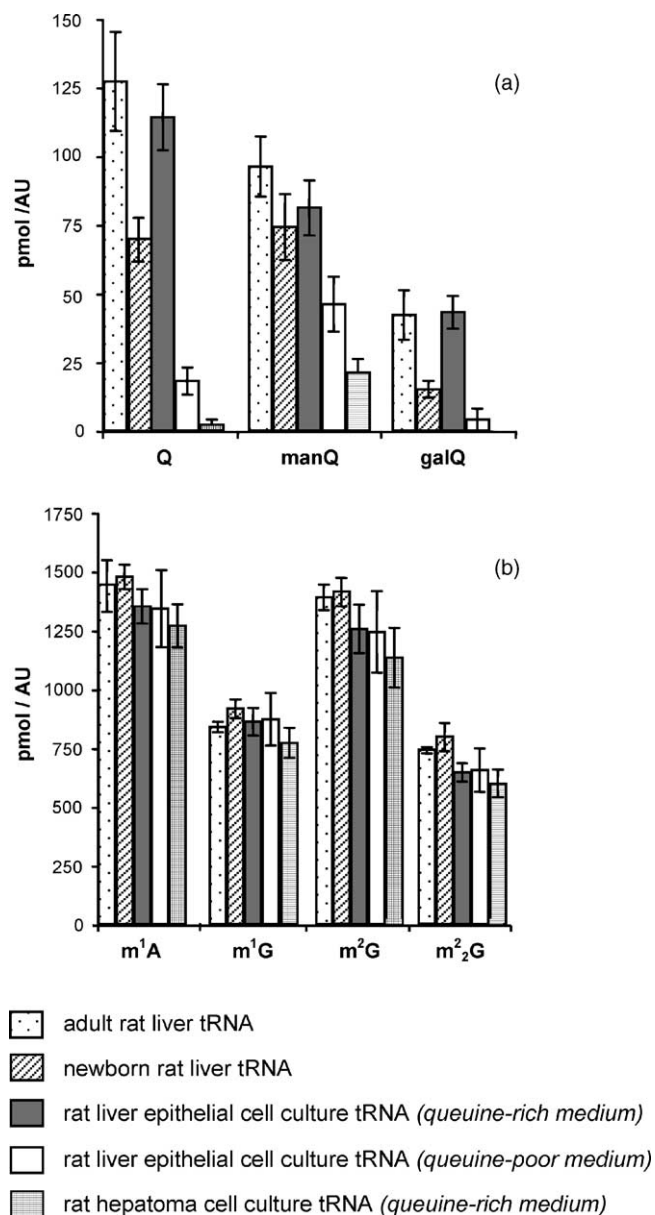 150
(a)
125
100
75
50
25
0
pmol /AU
Q manQ galQ
1750
(b)
1500
1250
1000
750
500
250
0
pmol / AU
m¹A m¹G m²G m²₂G
adult rat liver tRNA
newborn rat liver tRNA
rat liver epithelial cell culture tRNA (queuine-rich medium)
rat liver epithelial cell culture tRNA (queuine-poor medium)
rat hepatoma cell culture tRNA (queuine-rich medium)